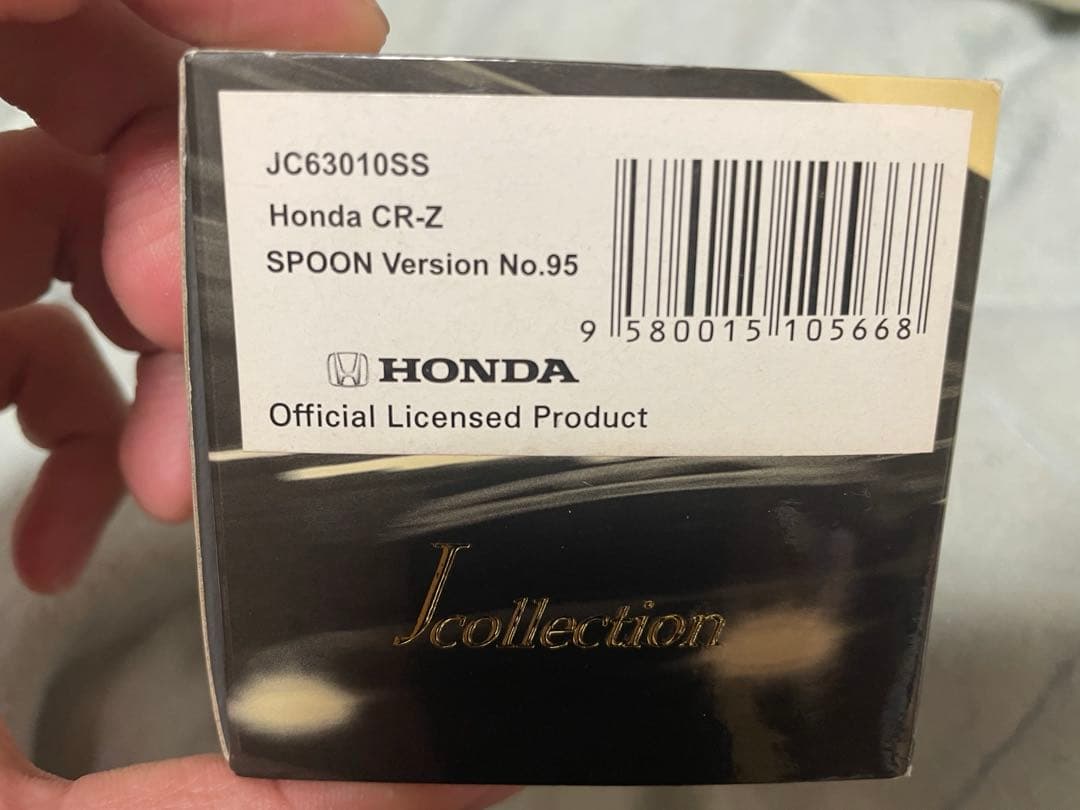 JC63010SS
Honda CR-Z
SPOON Version No.95
9 580015 105668
HONDA
Official Licensed Product
Jcollection